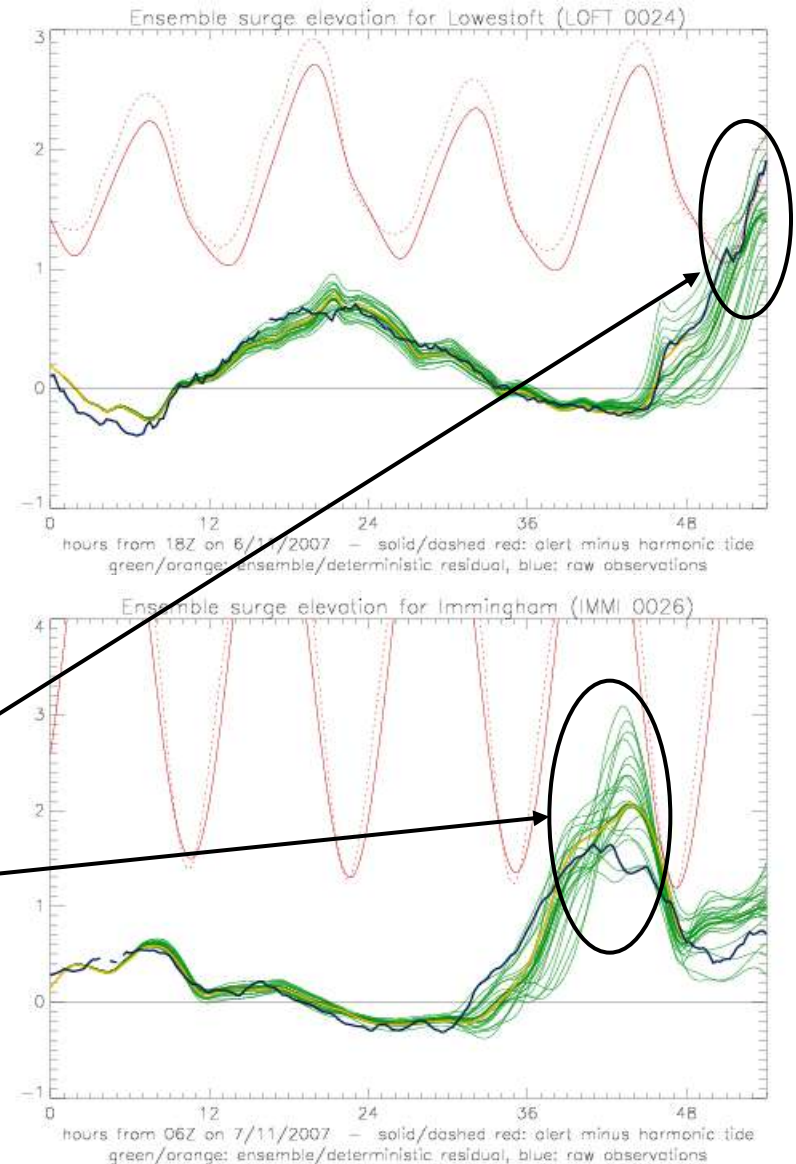 Ensemble surge elevation for Lowestoft (LOFT 0024)
3
2
1
0
-1
0 12 24 36 48
hours from 18Z on 6/11/2007 – solid/dashed red: alert minus harmonic tide
green/orange: ensemble/deterministic residual, blue: raw observations
Ensemble surge elevation for Immingham (IMMI 0026)
4
3
2
1
0
-1
0 12 24 36 48
hours from 06Z on 7/11/2007 – solid/dashed red: alert minus harmonic tide
green/orange: ensemble/deterministic residual, blue: raw observations